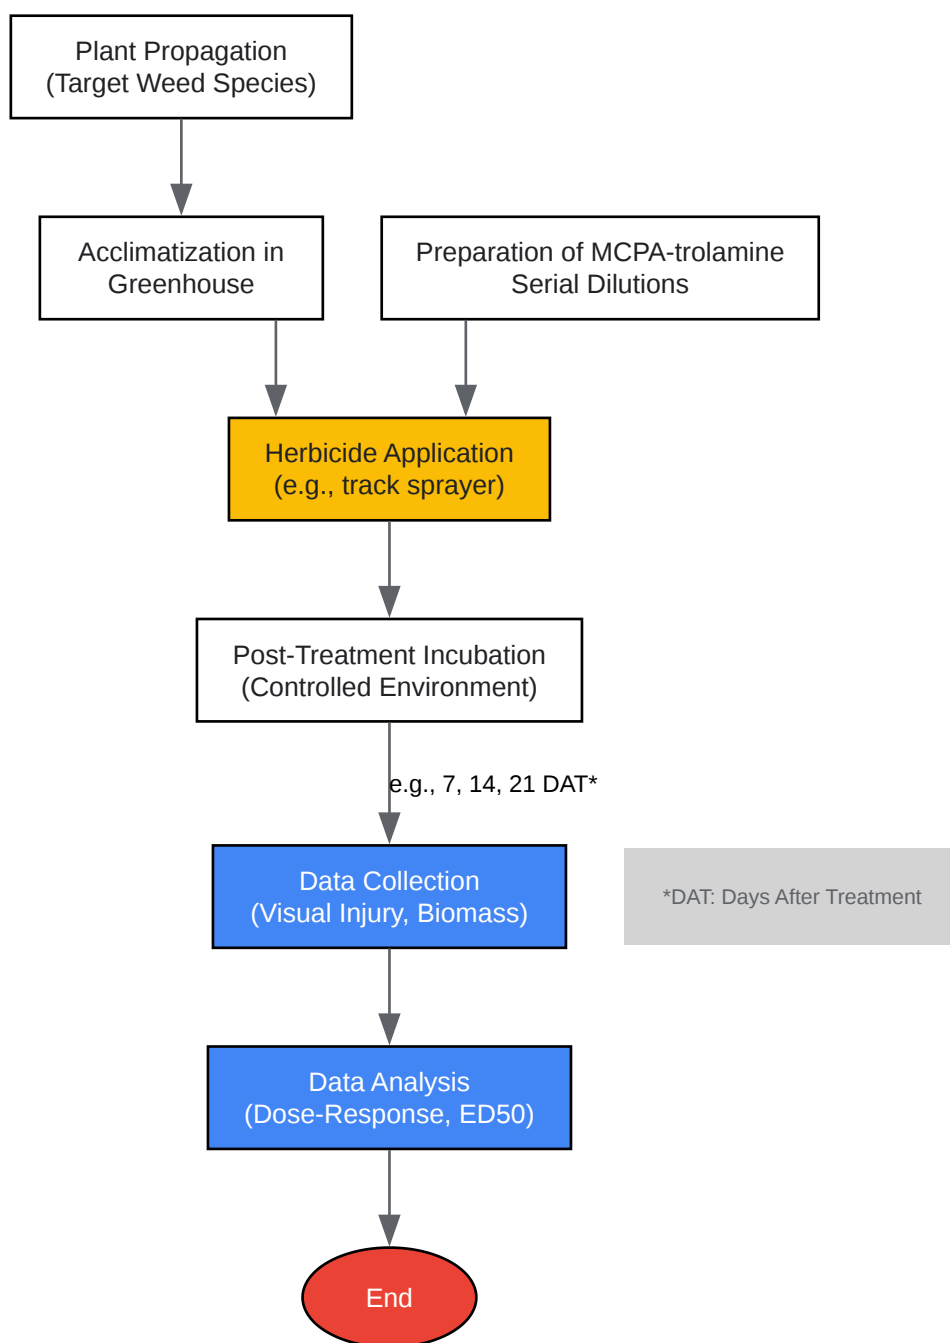 Plant Propagation
(Target Weed Species)
Acclimatization in
Greenhouse
Preparation of MCPA-trolamine
Serial Dilutions
Herbicide Application
(e.g., track sprayer)
Post-Treatment Incubation
(Controlled Environment)
e.g., 7, 14, 21 DAT*
Data Collection
(Visual Injury, Biomass)
*DAT: Days After Treatment
Data Analysis
(Dose-Response, ED50)
End